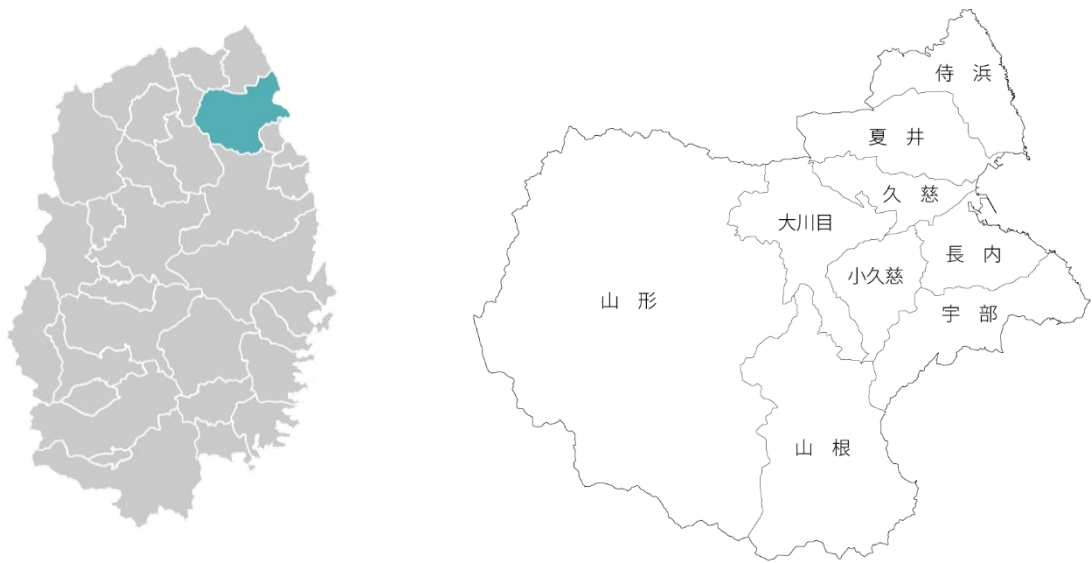 侍　浜
夏　井
久　慈
大川目
長　内
小久慈
山　形
宇　部
山　根